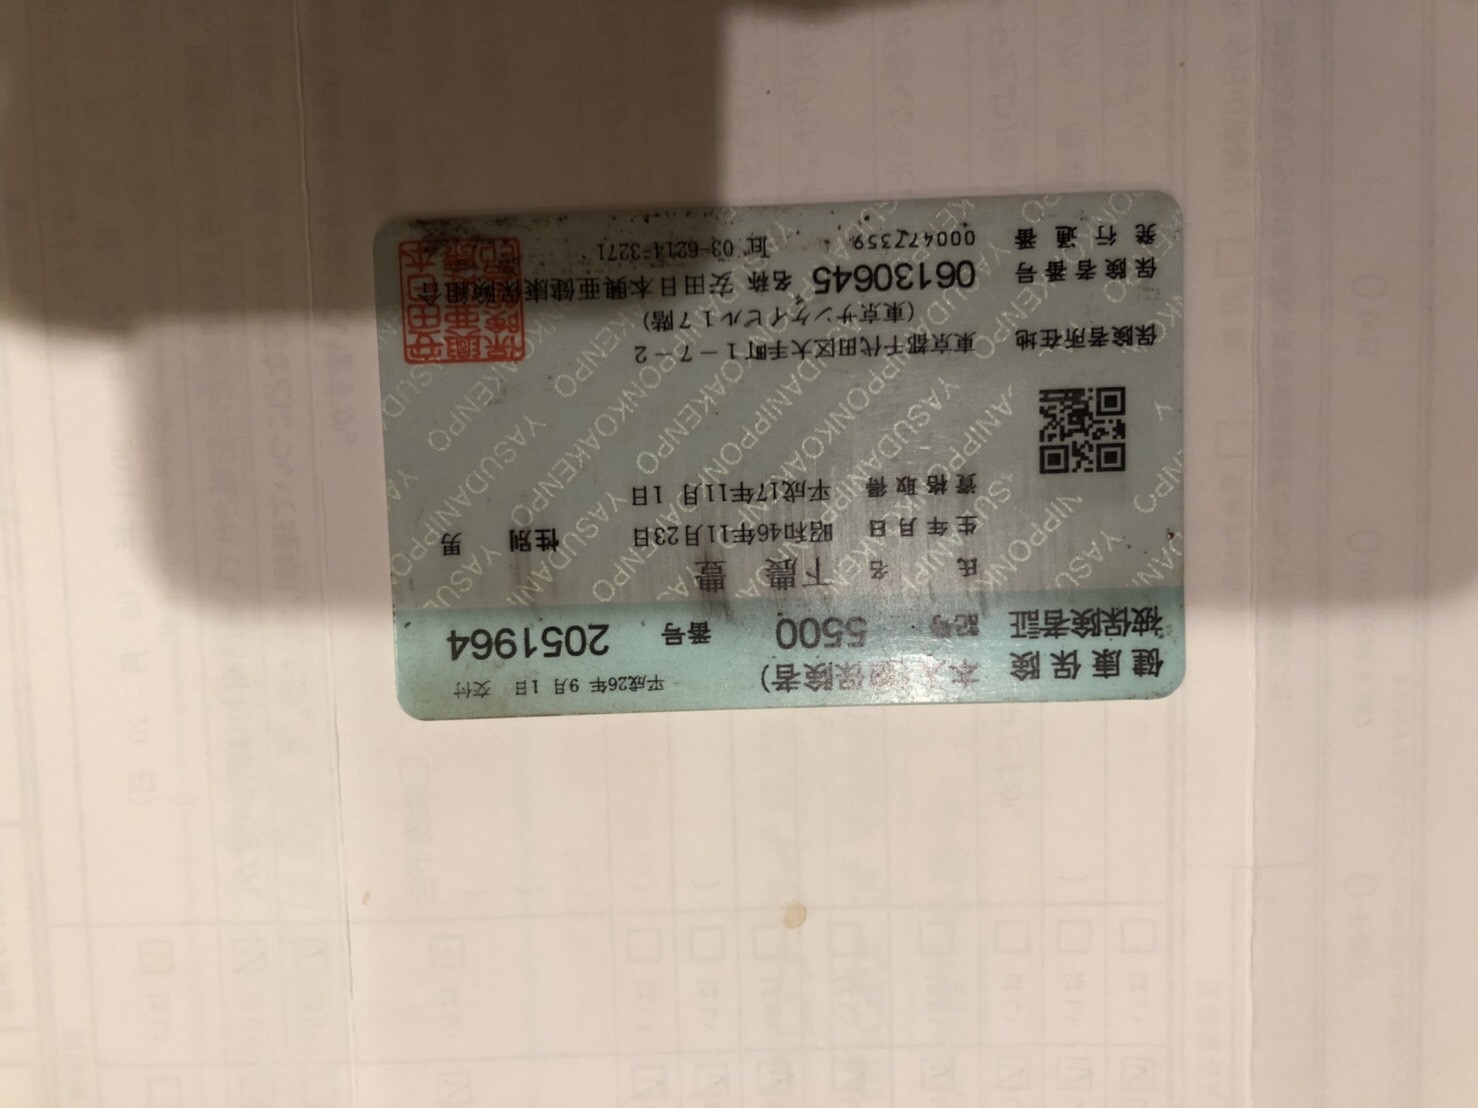 健康保険 本人(被保険者) 平成26年 9月 1日 交付
被保険者証 記号 5500 番号 2051964
氏名 下農 豊
生年月日 昭和46年11月23日 性別 男
資格取得 平成17年11月 1日
保険者所在地 東京都千代田区大手町1-7-2
(東京サンケイビル17階)
保険者番号 06130645 名称 安田日本興亜健康保険組合
発行通番 000477359 TEL 03-6214-3271
YASUDANIPPONKOAKENPO